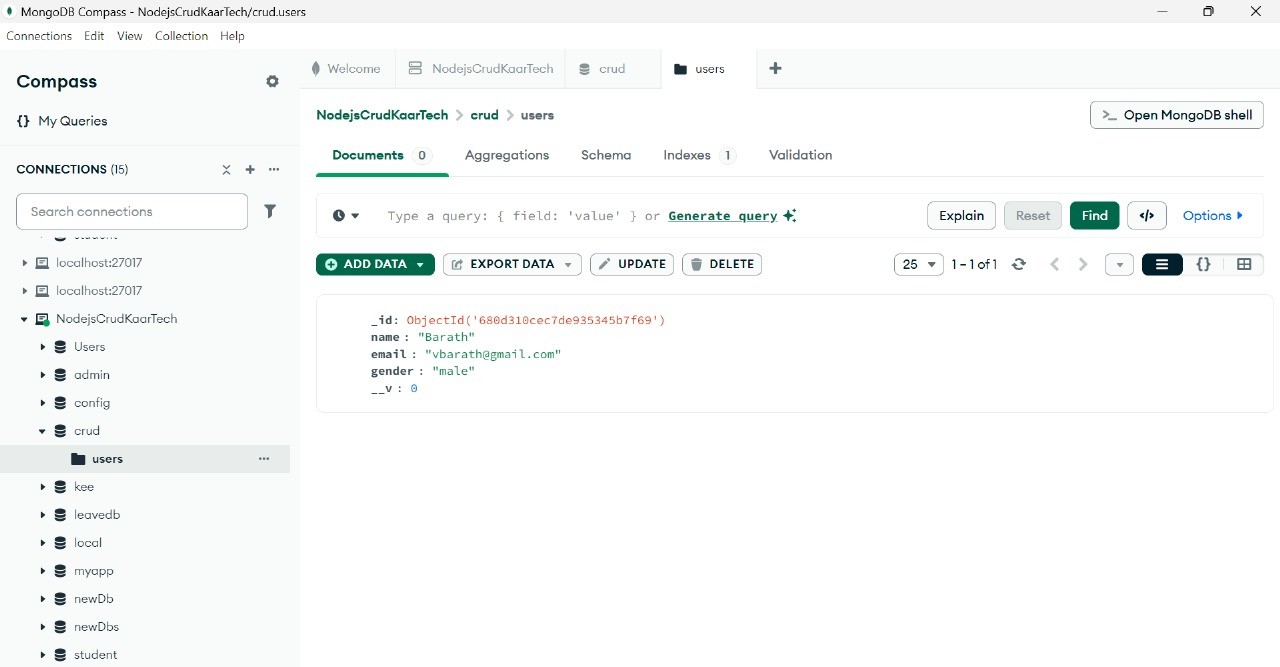 MongoDB Compass - NodejsCrudKaarTech/crud.users
Connections Edit View Collection Help
Compass
{} My Queries
CONNECTIONS (15)
Search connections
student
localhost:27017
localhost:27017
NodejsCrudKaarTech
Users
admin
config
crud
users
kee
leavedb
local
myapp
newDb
newDbs
student
Welcome NodejsCrudKaarTech crud users +
NodejsCrudKaarTech > crud > users
>_ Open MongoDB shell
Documents 0 Aggregations Schema Indexes 1 Validation
Type a query: { field: 'value' } or Generate query
Explain Reset Find </> Options
ADD DATA EXPORT DATA UPDATE DELETE
25 1 – 1 of 1 {}
_id: ObjectId('680d310cec7de935345b7f69')
name : "Barath"
email : "vbarath@gmail.com"
gender : "male"
__v : 0